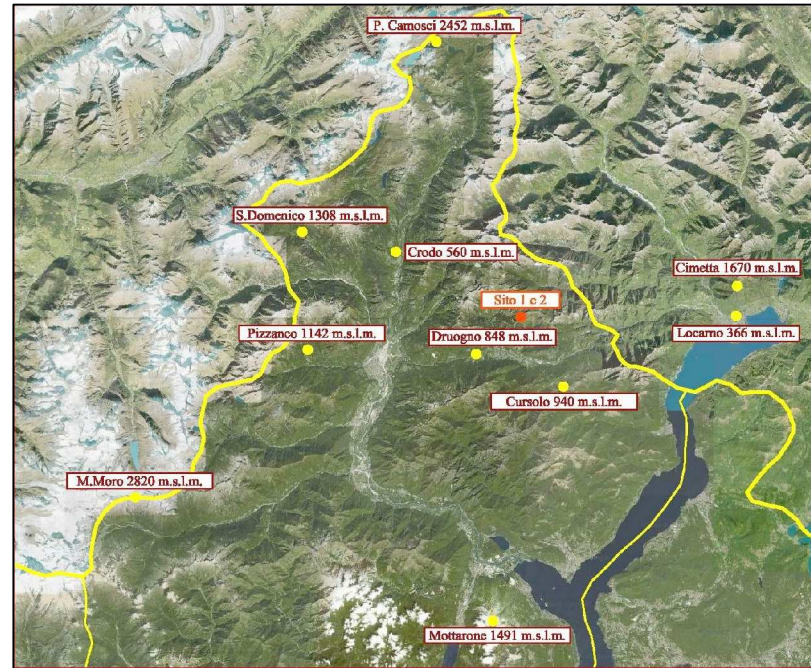 P. Camosci 2452 m.s.l.m.
S.Domenico 1308 m.s.l.m.
Crodo 560 m.s.l.m.
Cimetta 1670 m.s.l.m.
Sito 1 e 2
Locarno 366 m.s.l.m.
Pizzanco 1142 m.s.l.m.
Druogno 848 m.s.l.m.
Cursolo 940 m.s.l.m.
M.Moro 2820 m.s.l.m.
Mottarone 1491 m.s.l.m.